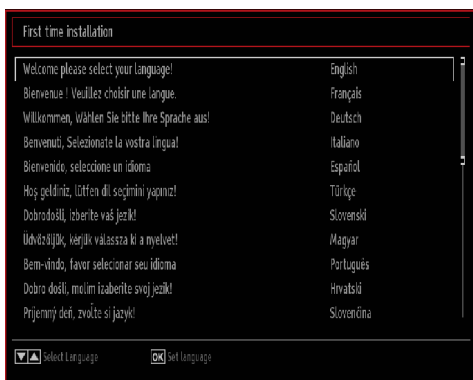 First time installation
Welcome please select your language! English
Bienvenue ! Veuillez choisir une langue. Français
Willkommen, Wählen Sie bitte Ihre Sprache aus! Deutsch
Benvenuti, Selezionate la vostra lingua! Italiano
Bienvenido, seleccione un idioma Español
Hoş geldiniz, lütfen dil seçimini yapınız! Türkçe
Dobrodošli, izberite vaš jezik! Slovenski
Üdvözöljük, kérjük válassza ki a nyelvet! Magyar
Bem-vindo, favor selecionar seu idioma Português
Dobro došli, molim izaberite svoj jezik! Hrvatski
Príjemný deň, zvoľte si jazyk! Slovenčina
Select Language OK Set language